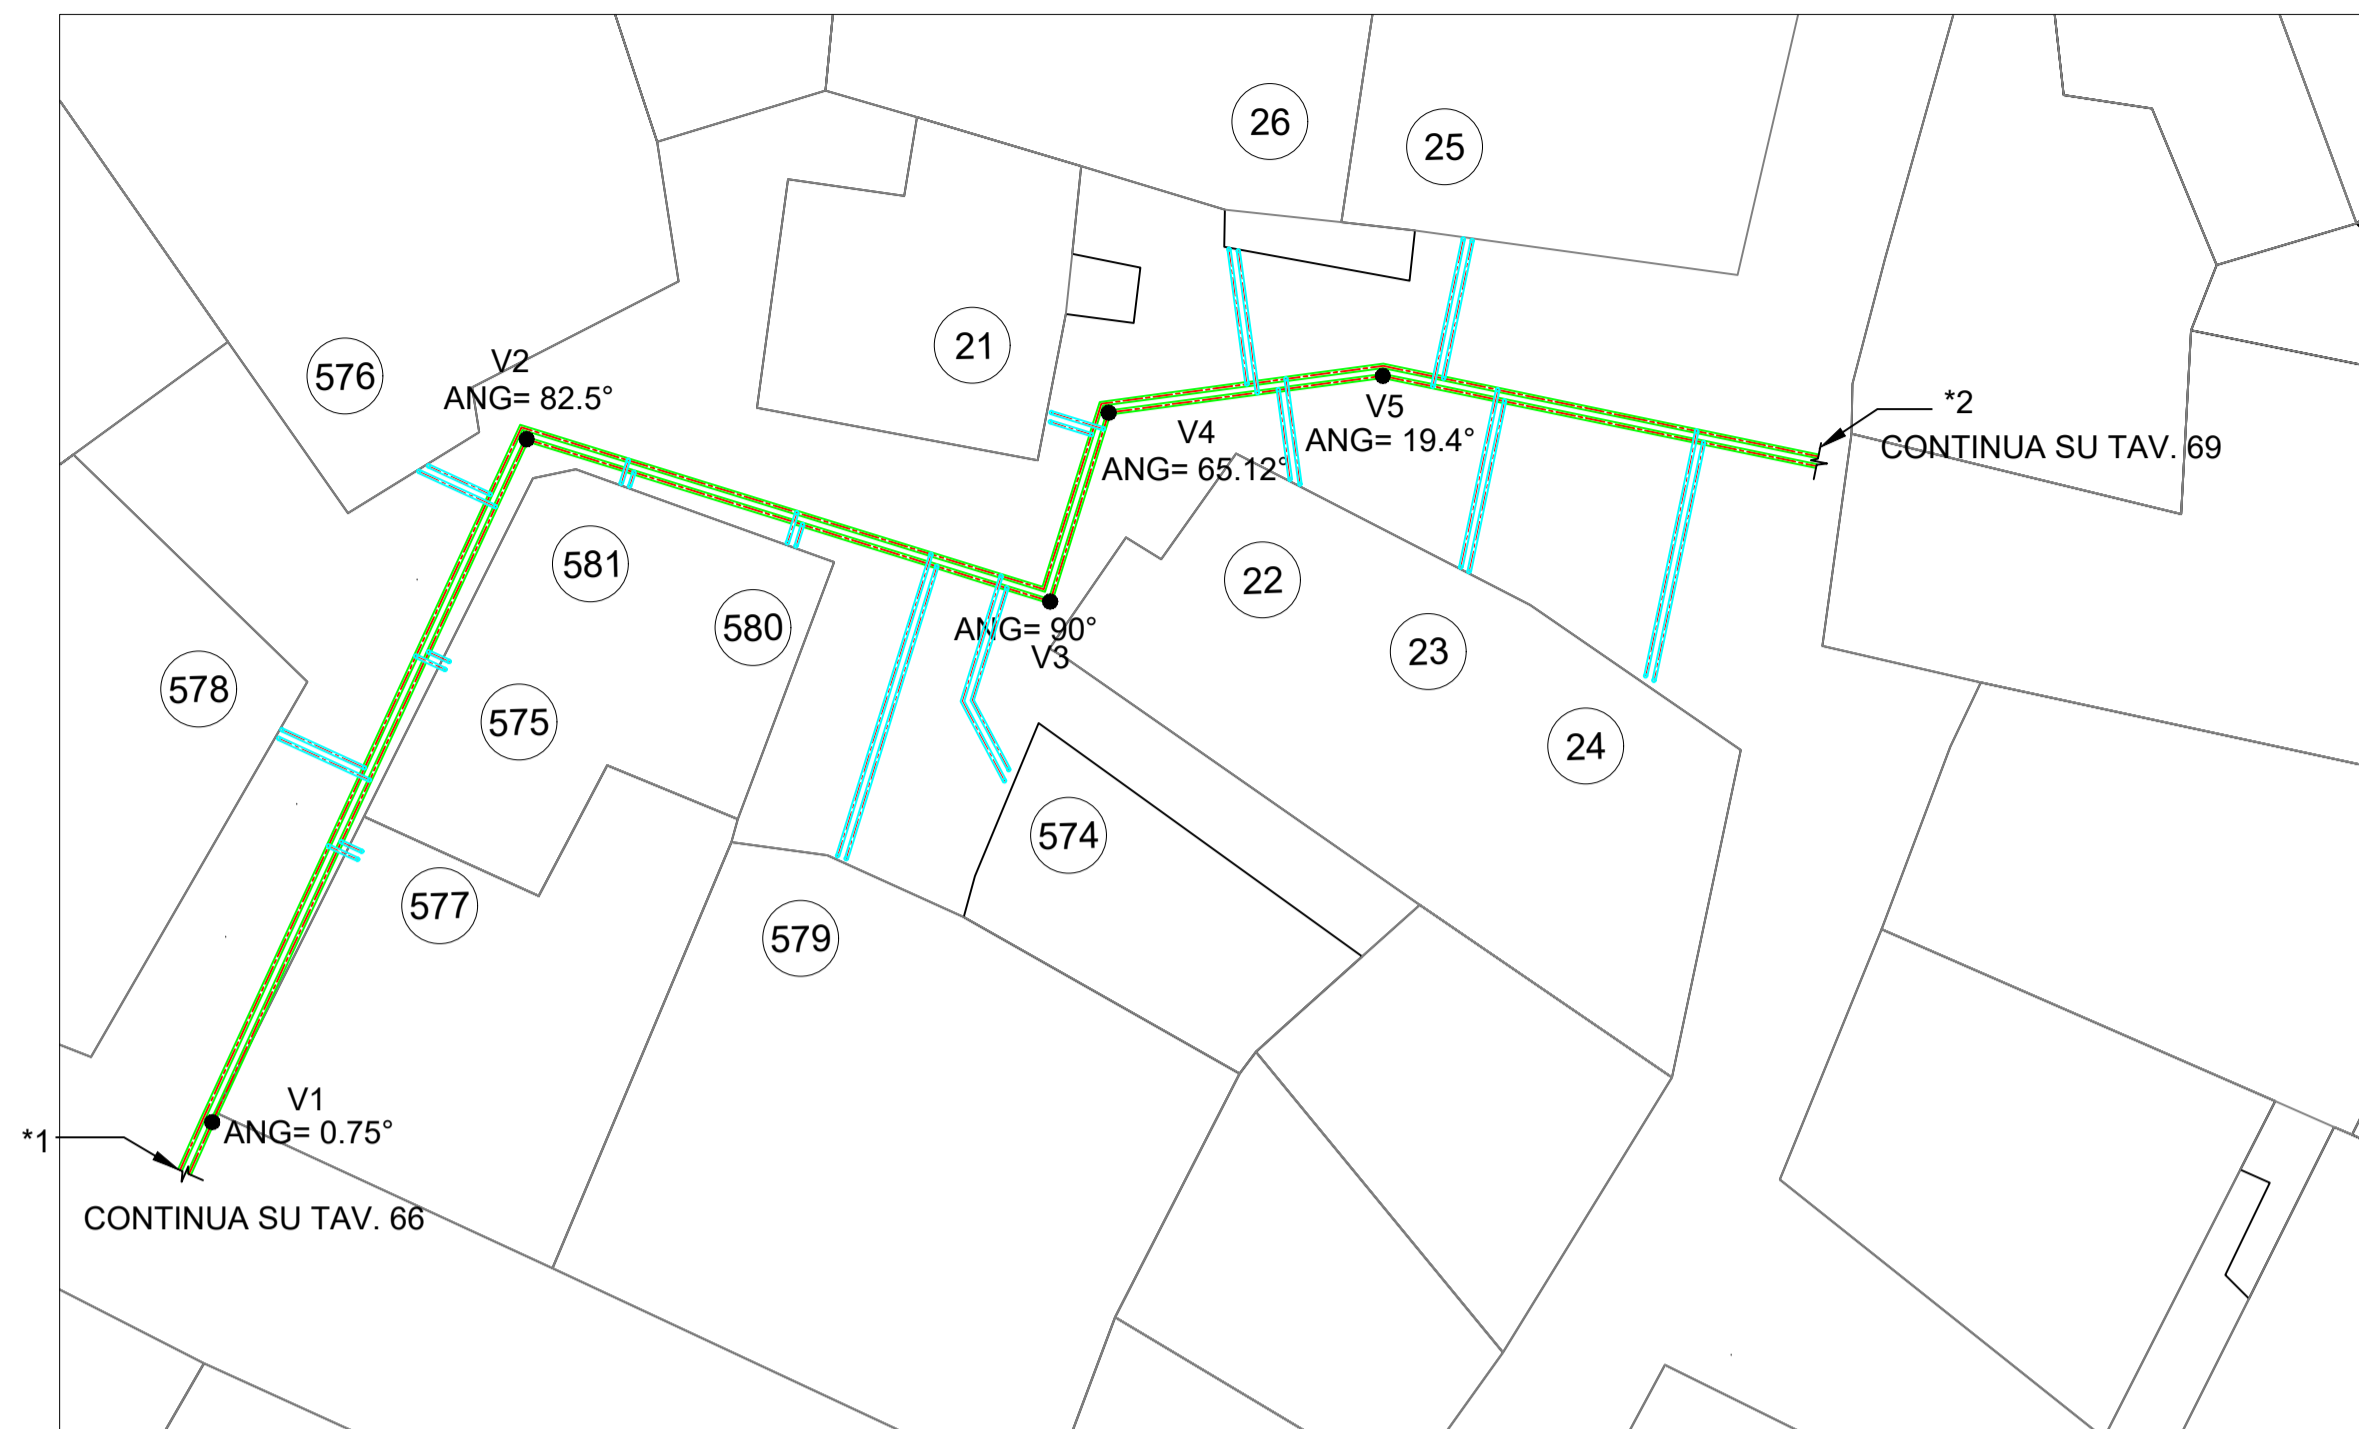 26
25
21
576
V2
ANG= 82.5°
*2
CONTINUA SU TAV. 69
V5
ANG= 19.4°
V4
ANG= 65.12°
581
22
580
ANG= 90°
V3
23
578
575
24
574
577
579
V1
ANG= 0.75°
*1
CONTINUA SU TAV. 66